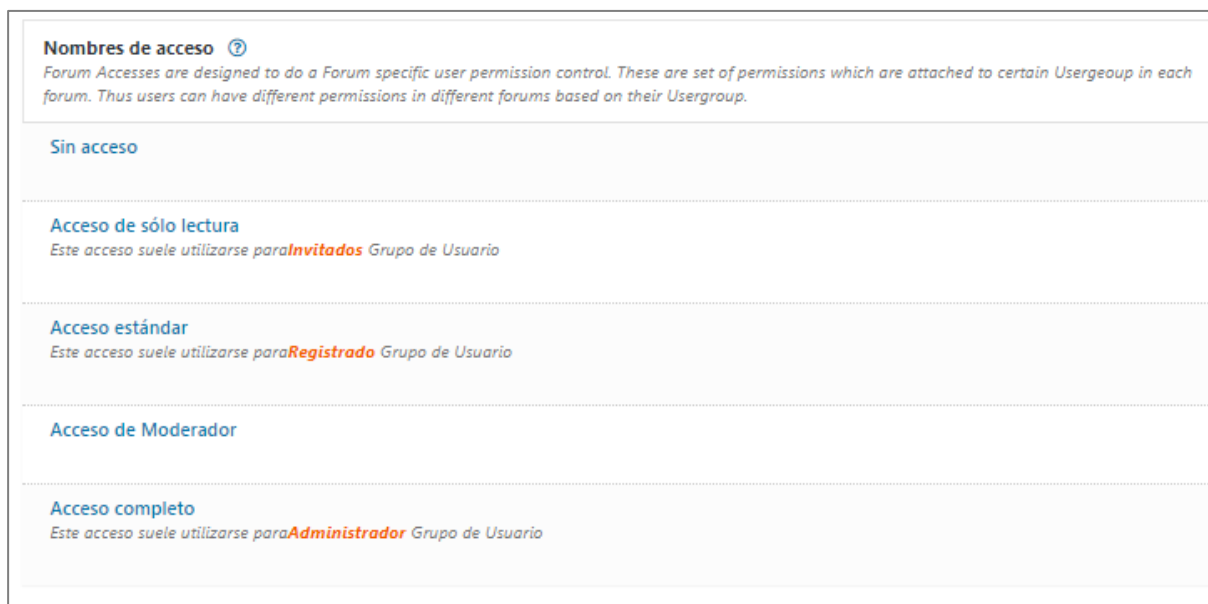 Nombres de acceso
Forum Accesses are designed to do a Forum specific user permission control. These are set of permissions which are attached to certain Usergeoup in each
forum. Thus users can have different permissions in different forums based on their Usergroup.
Sin acceso
Acceso de sólo lectura
Este acceso suele utilizarse paraInvitados Grupo de Usuario
Acceso estándar
Este acceso suele utilizarse paraRegistrado Grupo de Usuario
Acceso de Moderador
Acceso completo
Este acceso suele utilizarse paraAdministrador Grupo de Usuario